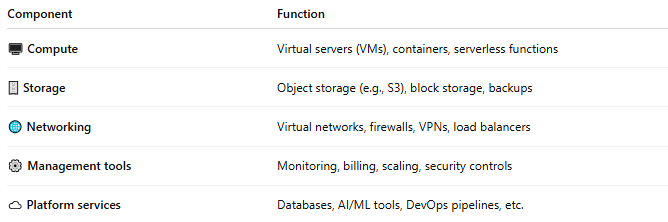 Component Function
Compute Virtual servers (VMs), containers, serverless functions
Storage Object storage (e.g., S3), block storage, backups
Networking Virtual networks, firewalls, VPNs, load balancers
Management tools Monitoring, billing, scaling, security controls
Platform services Databases, AI/ML tools, DevOps pipelines, etc.